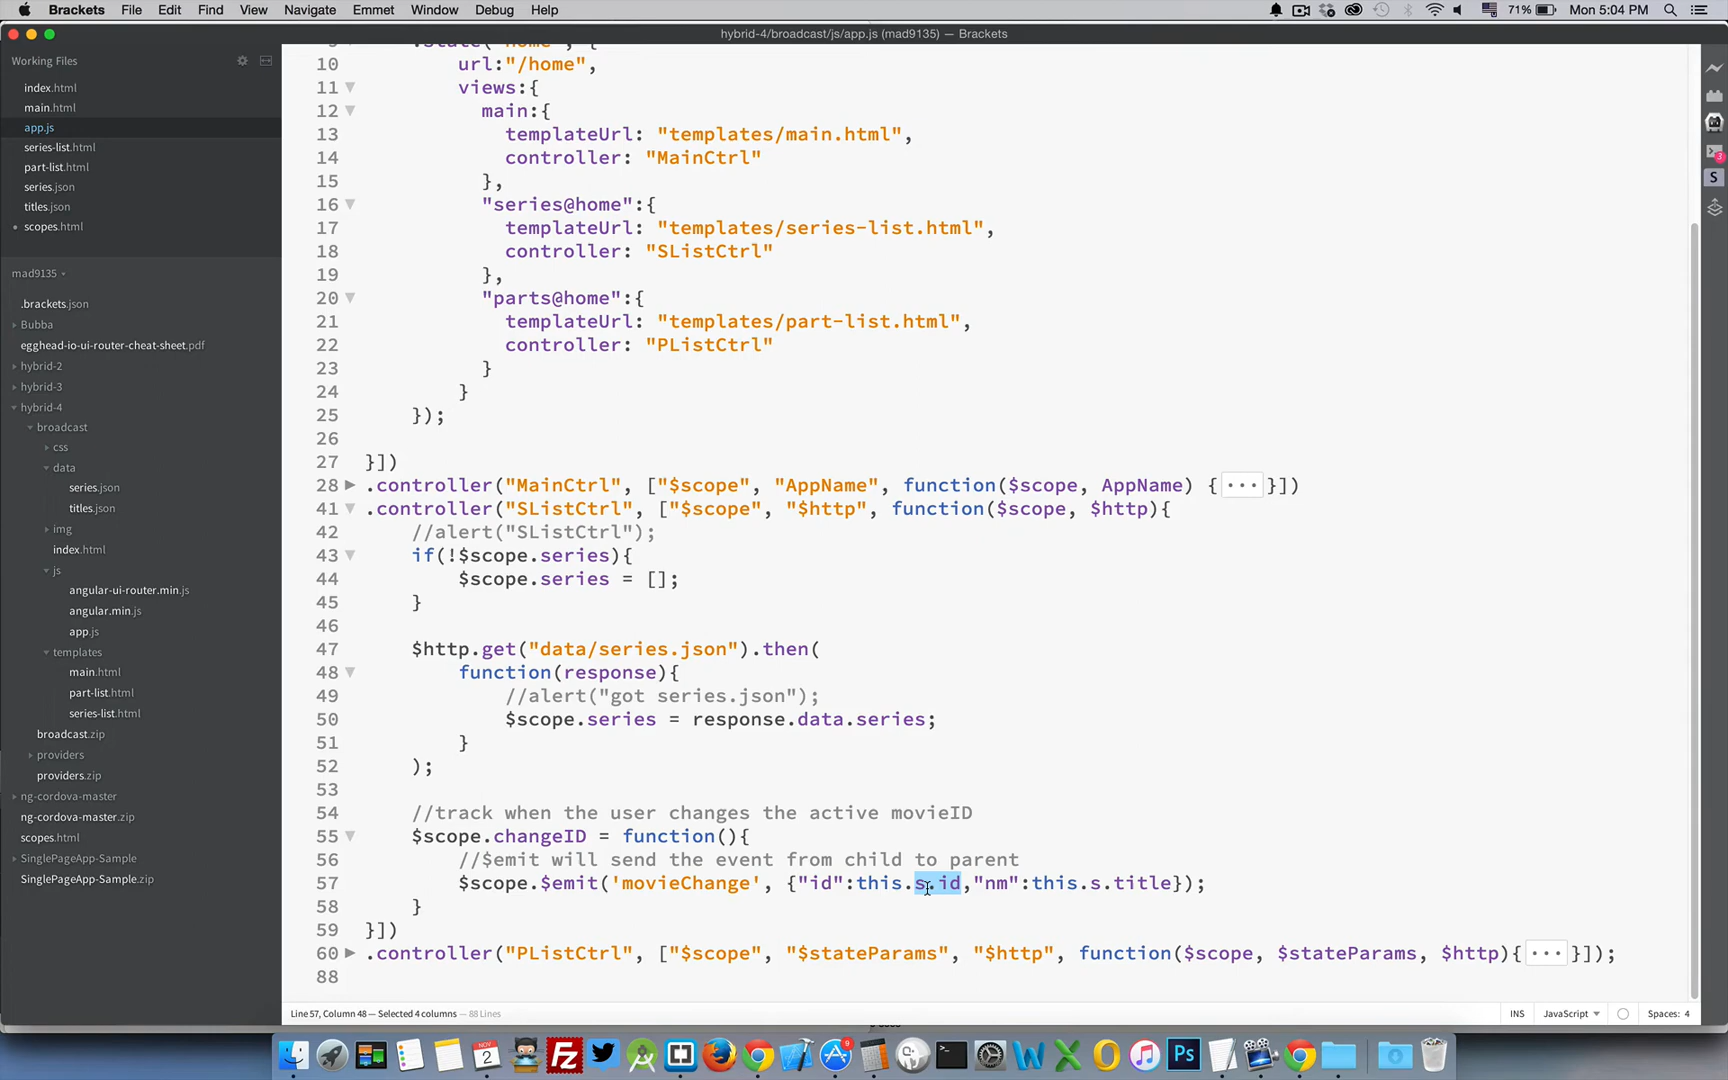 Brackets File Edit Find View Navigate Emmet Window Debug Help 71% Mon 5:04 PM
hybrid-4/broadcast/js/app.js (mad9135) — Brackets
Working Files
index.html
main.html
app.js
series-list.html
part-list.html
series.json
titles.json
scopes.html
mad9135
.brackets.json
Bubba
egghead-io-ui-router-cheat-sheet.pdf
hybrid-2
hybrid-3
hybrid-4
broadcast
css
data
series.json
titles.json
img
index.html
js
angular-ui-router.min.js
angular.min.js
app.js
templates
main.html
part-list.html
series-list.html
broadcast.zip
providers
providers.zip
ng-cordova-master
ng-cordova-master.zip
scopes.html
SinglePageApp-Sample
SinglePageApp-Sample.zip
9 .state("home", {
10 url:"/home",
11 views:{
12 main:{
13 templateUrl: "templates/main.html",
14 controller: "MainCtrl"
15 },
16 "series@home":{
17 templateUrl: "templates/series-list.html",
18 controller: "SListCtrl"
19 },
20 "parts@home":{
21 templateUrl: "templates/part-list.html",
22 controller: "PListCtrl"
23 }
24 }
25 });
26
27 }])
28 .controller("MainCtrl", ["$scope", "AppName", function($scope, AppName) {...}])
41 .controller("SListCtrl", ["$scope", "$http", function($scope, $http){
42 //alert("SListCtrl");
43 if(!$scope.series){
44 $scope.series = [];
45 }
46
47 $http.get("data/series.json").then(
48 function(response){
49 //alert("got series.json");
50 $scope.series = response.data.series;
51 }
52 );
53
54 //track when the user changes the active movieID
55 $scope.changeID = function(){
56 //$emit will send the event from child to parent
57 $scope.$emit('movieChange', {"id":this.s.id,"nm":this.s.title});
58 }
59 }])
60 .controller("PListCtrl", ["$scope", "$stateParams", "$http", function($scope, $stateParams, $http){...}]);
88
Line 57, Column 48 — Selected 4 columns — 88 Lines
INS JavaScript Spaces: 4